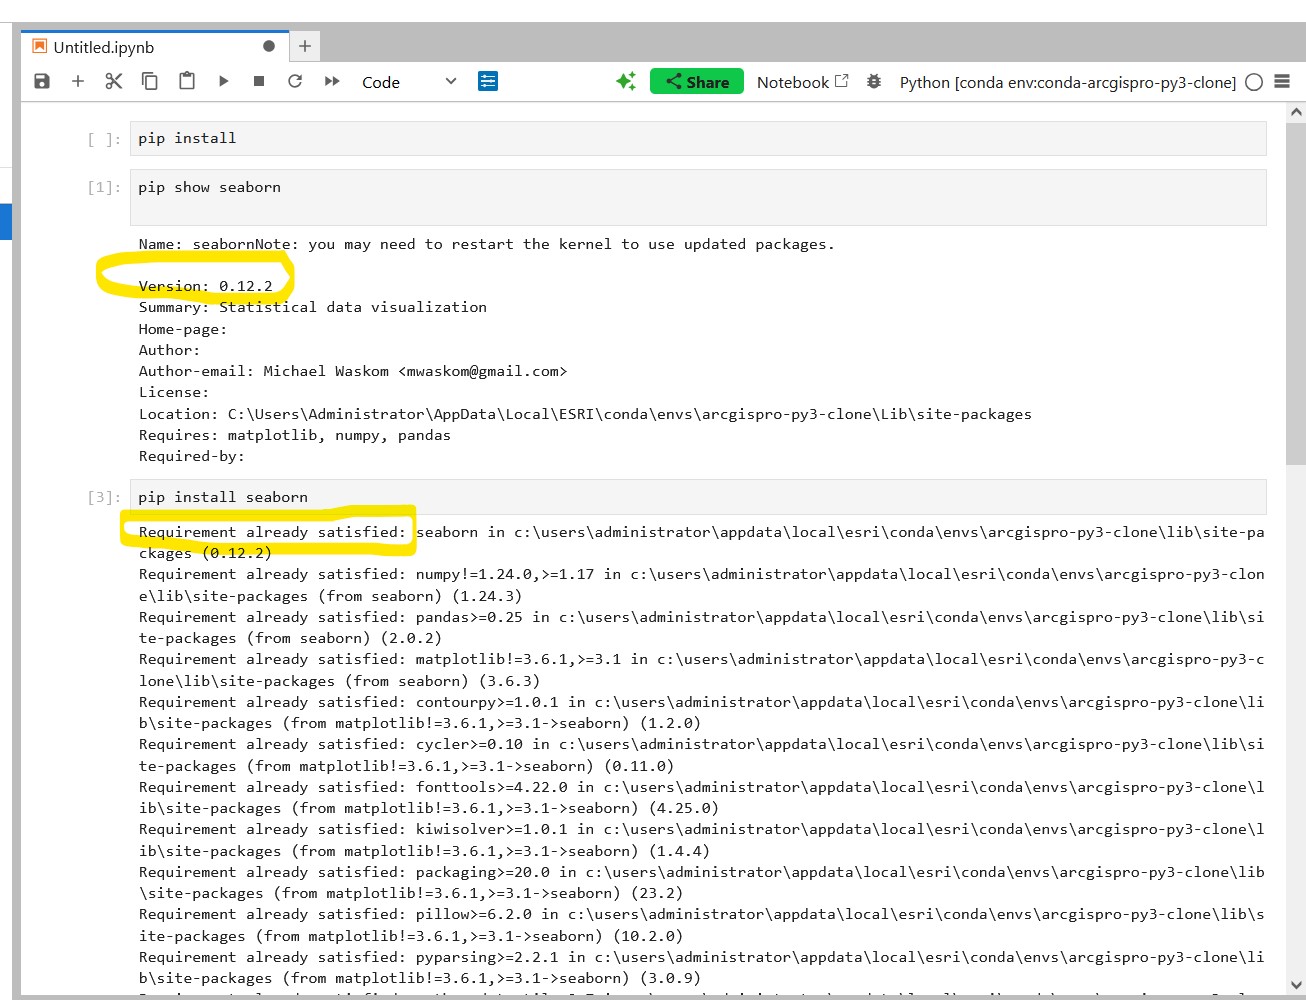 Untitled.ipynb
Code
Share
Notebook
Python [conda env:conda-arcgispro-py3-clone]
[ ]:
pip install
[1]:
pip show seaborn
Name: seabornNote: you may need to restart the kernel to use updated packages.
Version: 0.12.2
Summary: Statistical data visualization
Home-page:
Author:
Author-email: Michael Waskom <mwaskom@gmail.com>
License:
Location: C:\Users\Administrator\AppData\Local\ESRI\conda\envs\arcgispro-py3-clone\Lib\site-packages
Requires: matplotlib, numpy, pandas
Required-by:
[3]:
pip install seaborn
Requirement already satisfied: seaborn in c:\users\administrator\appdata\local\esri\conda\envs\arcgispro-py3-clone\lib\site-pa
ckages (0.12.2)
Requirement already satisfied: numpy!=1.24.0,>=1.17 in c:\users\administrator\appdata\local\esri\conda\envs\arcgispro-py3-clon
e\lib\site-packages (from seaborn) (1.24.3)
Requirement already satisfied: pandas>=0.25 in c:\users\administrator\appdata\local\esri\conda\envs\arcgispro-py3-clone\lib\si
te-packages (from seaborn) (2.0.2)
Requirement already satisfied: matplotlib!=3.6.1,>=3.1 in c:\users\administrator\appdata\local\esri\conda\envs\arcgispro-py3-c
lone\lib\site-packages (from seaborn) (3.6.3)
Requirement already satisfied: contourpy>=1.0.1 in c:\users\administrator\appdata\local\esri\conda\envs\arcgispro-py3-clone\li
b\site-packages (from matplotlib!=3.6.1,>=3.1->seaborn) (1.2.0)
Requirement already satisfied: cycler>=0.10 in c:\users\administrator\appdata\local\esri\conda\envs\arcgispro-py3-clone\lib\si
te-packages (from matplotlib!=3.6.1,>=3.1->seaborn) (0.11.0)
Requirement already satisfied: fonttools>=4.22.0 in c:\users\administrator\appdata\local\esri\conda\envs\arcgispro-py3-clone\l
ib\site-packages (from matplotlib!=3.6.1,>=3.1->seaborn) (4.25.0)
Requirement already satisfied: kiwisolver>=1.0.1 in c:\users\administrator\appdata\local\esri\conda\envs\arcgispro-py3-clone\l
ib\site-packages (from matplotlib!=3.6.1,>=3.1->seaborn) (1.4.4)
Requirement already satisfied: packaging>=20.0 in c:\users\administrator\appdata\local\esri\conda\envs\arcgispro-py3-clone\lib
\site-packages (from matplotlib!=3.6.1,>=3.1->seaborn) (23.2)
Requirement already satisfied: pillow>=6.2.0 in c:\users\administrator\appdata\local\esri\conda\envs\arcgispro-py3-clone\lib\s
ite-packages (from matplotlib!=3.6.1,>=3.1->seaborn) (10.2.0)
Requirement already satisfied: pyparsing>=2.2.1 in c:\users\administrator\appdata\local\esri\conda\envs\arcgispro-py3-clone\li
b\site-packages (from matplotlib!=3.6.1,>=3.1->seaborn) (3.0.9)